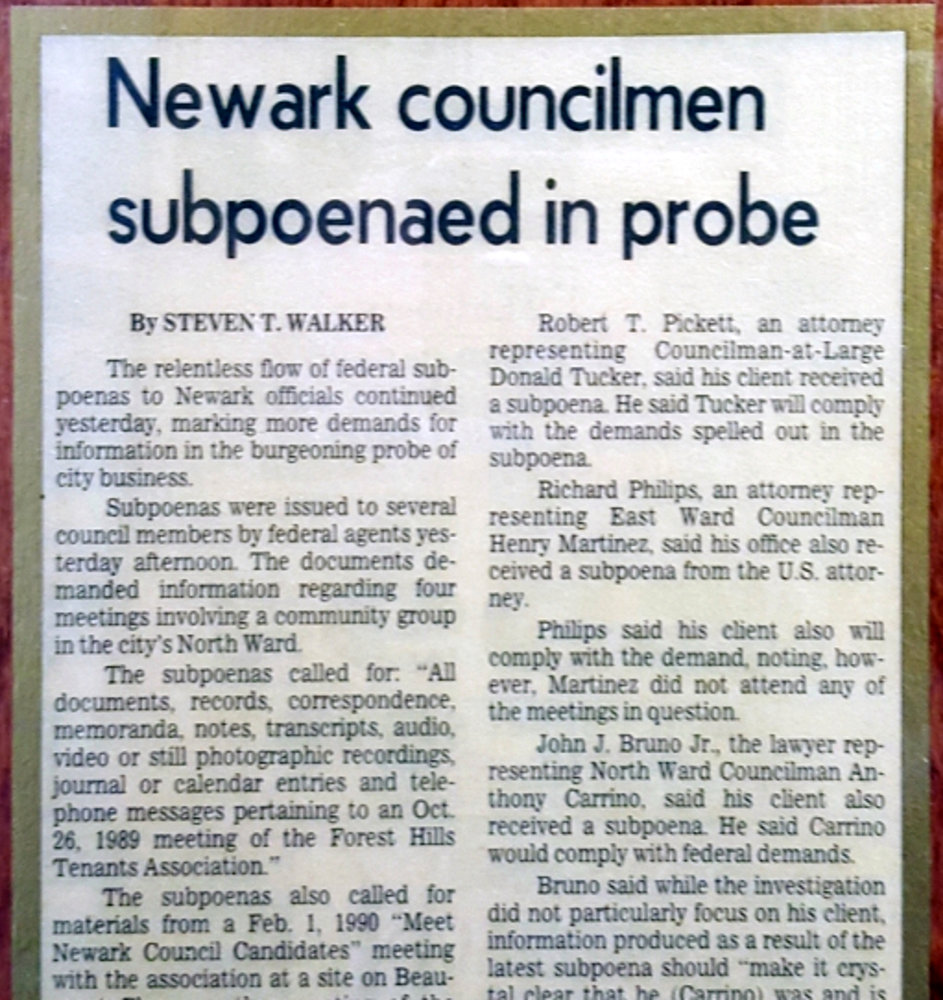 Newark councilmen
subpoenaed in probe
By STEVEN T. WALKER
The relentless flow of federal sub-
poenas to Newark officials continued
yesterday, marking more demands for
information in the burgeoning probe of
city business.
Subpoenas were issued to several
council members by federal agents yes-
terday afternoon. The documents de-
manded information regarding four
meetings involving a community group
in the city's North Ward.
The subpoenas called for: “All
documents, records, correspondence,
memoranda, notes, transcripts, audio,
video or still photographic recordings,
journal or calendar entries and tele-
phone messages pertaining to an Oct.
26, 1989 meeting of the Forest Hills
Tenants Association.”
The subpoenas also called for
materials from a Feb. 1, 1990 “Meet
Newark Council Candidates” meeting
with the association at a site on Beau-
Robert T. Pickett, an attorney
representing Councilman-at-Large
Donald Tucker, said his client received
a subpoena. He said Tucker will comply
with the demands spelled out in the
subpoena.
Richard Philips, an attorney rep-
resenting East Ward Councilman
Henry Martinez, said his office also re-
ceived a subpoena from the U.S. attor-
ney.
Philips said his client also will
comply with the demand, noting, how-
ever, Martinez did not attend any of
the meetings in question.
John J. Bruno Jr., the lawyer rep-
resenting North Ward Councilman An-
thony Carrino, said his client also
received a subpoena. He said Carrino
would comply with federal demands.
Bruno said while the investigation
did not particularly focus on his client,
information produced as a result of the
latest subpoena should “make it crys-
tal clear that he (Carrino) was and is